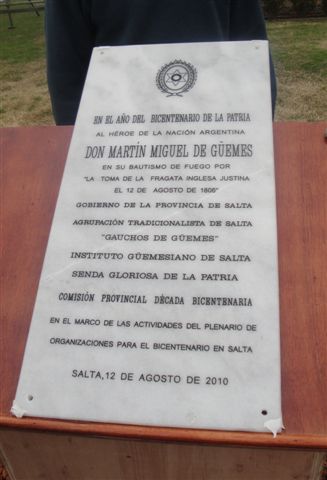 EN EL AÑO DEL BICENTENARIO DE LA PATRIA
AL HÉROE DE LA NACIÓN ARGENTINA
DON MARTÍN MIGUEL DE GÜEMES
EN SU BAUTISMO DE FUEGO POR
"LA TOMA DE LA FRAGATA INGLESA JUSTINA
EL 12 DE AGOSTO DE 1806"
GOBIERNO DE LA PROVINCIA DE SALTA
AGRUPACIÓN TRADICIONALISTA DE SALTA
"GAUCHOS DE GÜEMES"
INSTITUTO GÜEMESIANO DE SALTA
SENDA GLORIOSA DE LA PATRIA
COMISIÓN PROVINCIAL DÉCADA BICENTENARIA
EN EL MARCO DE LAS ACTIVIDADES DEL PLENARIO DE
ORGANIZACIONES PARA EL BICENTENARIO EN SALTA
SALTA, 12 DE AGOSTO DE 2010